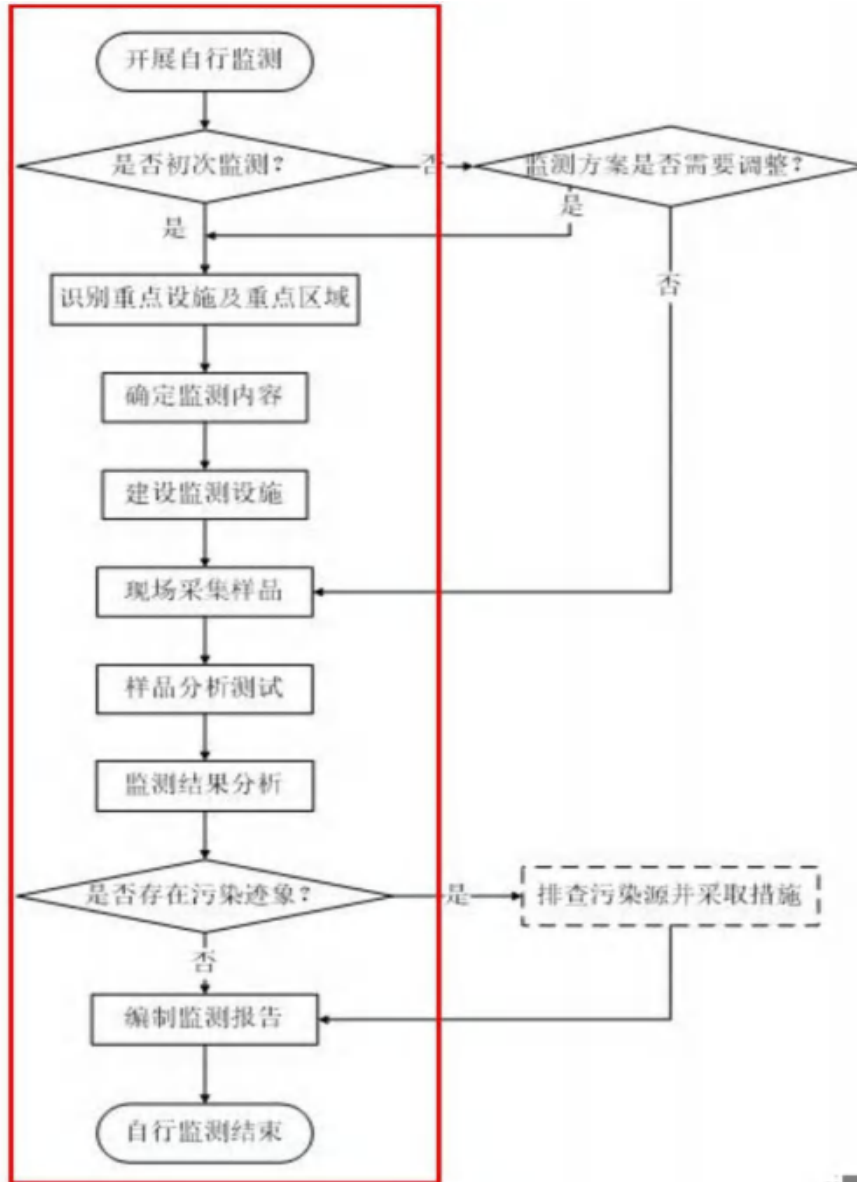 开展自行监测
是否初次监测？
否
监测方案是否需要调整？
是
是
否
识别重点设施及重点区域
确定监测内容
建设监测设施
现场采集样品
样品分析测试
监测结果分析
是否存在污染迹象？
是
排查污染源并采取措施
否
编制监测报告
自行监测结束